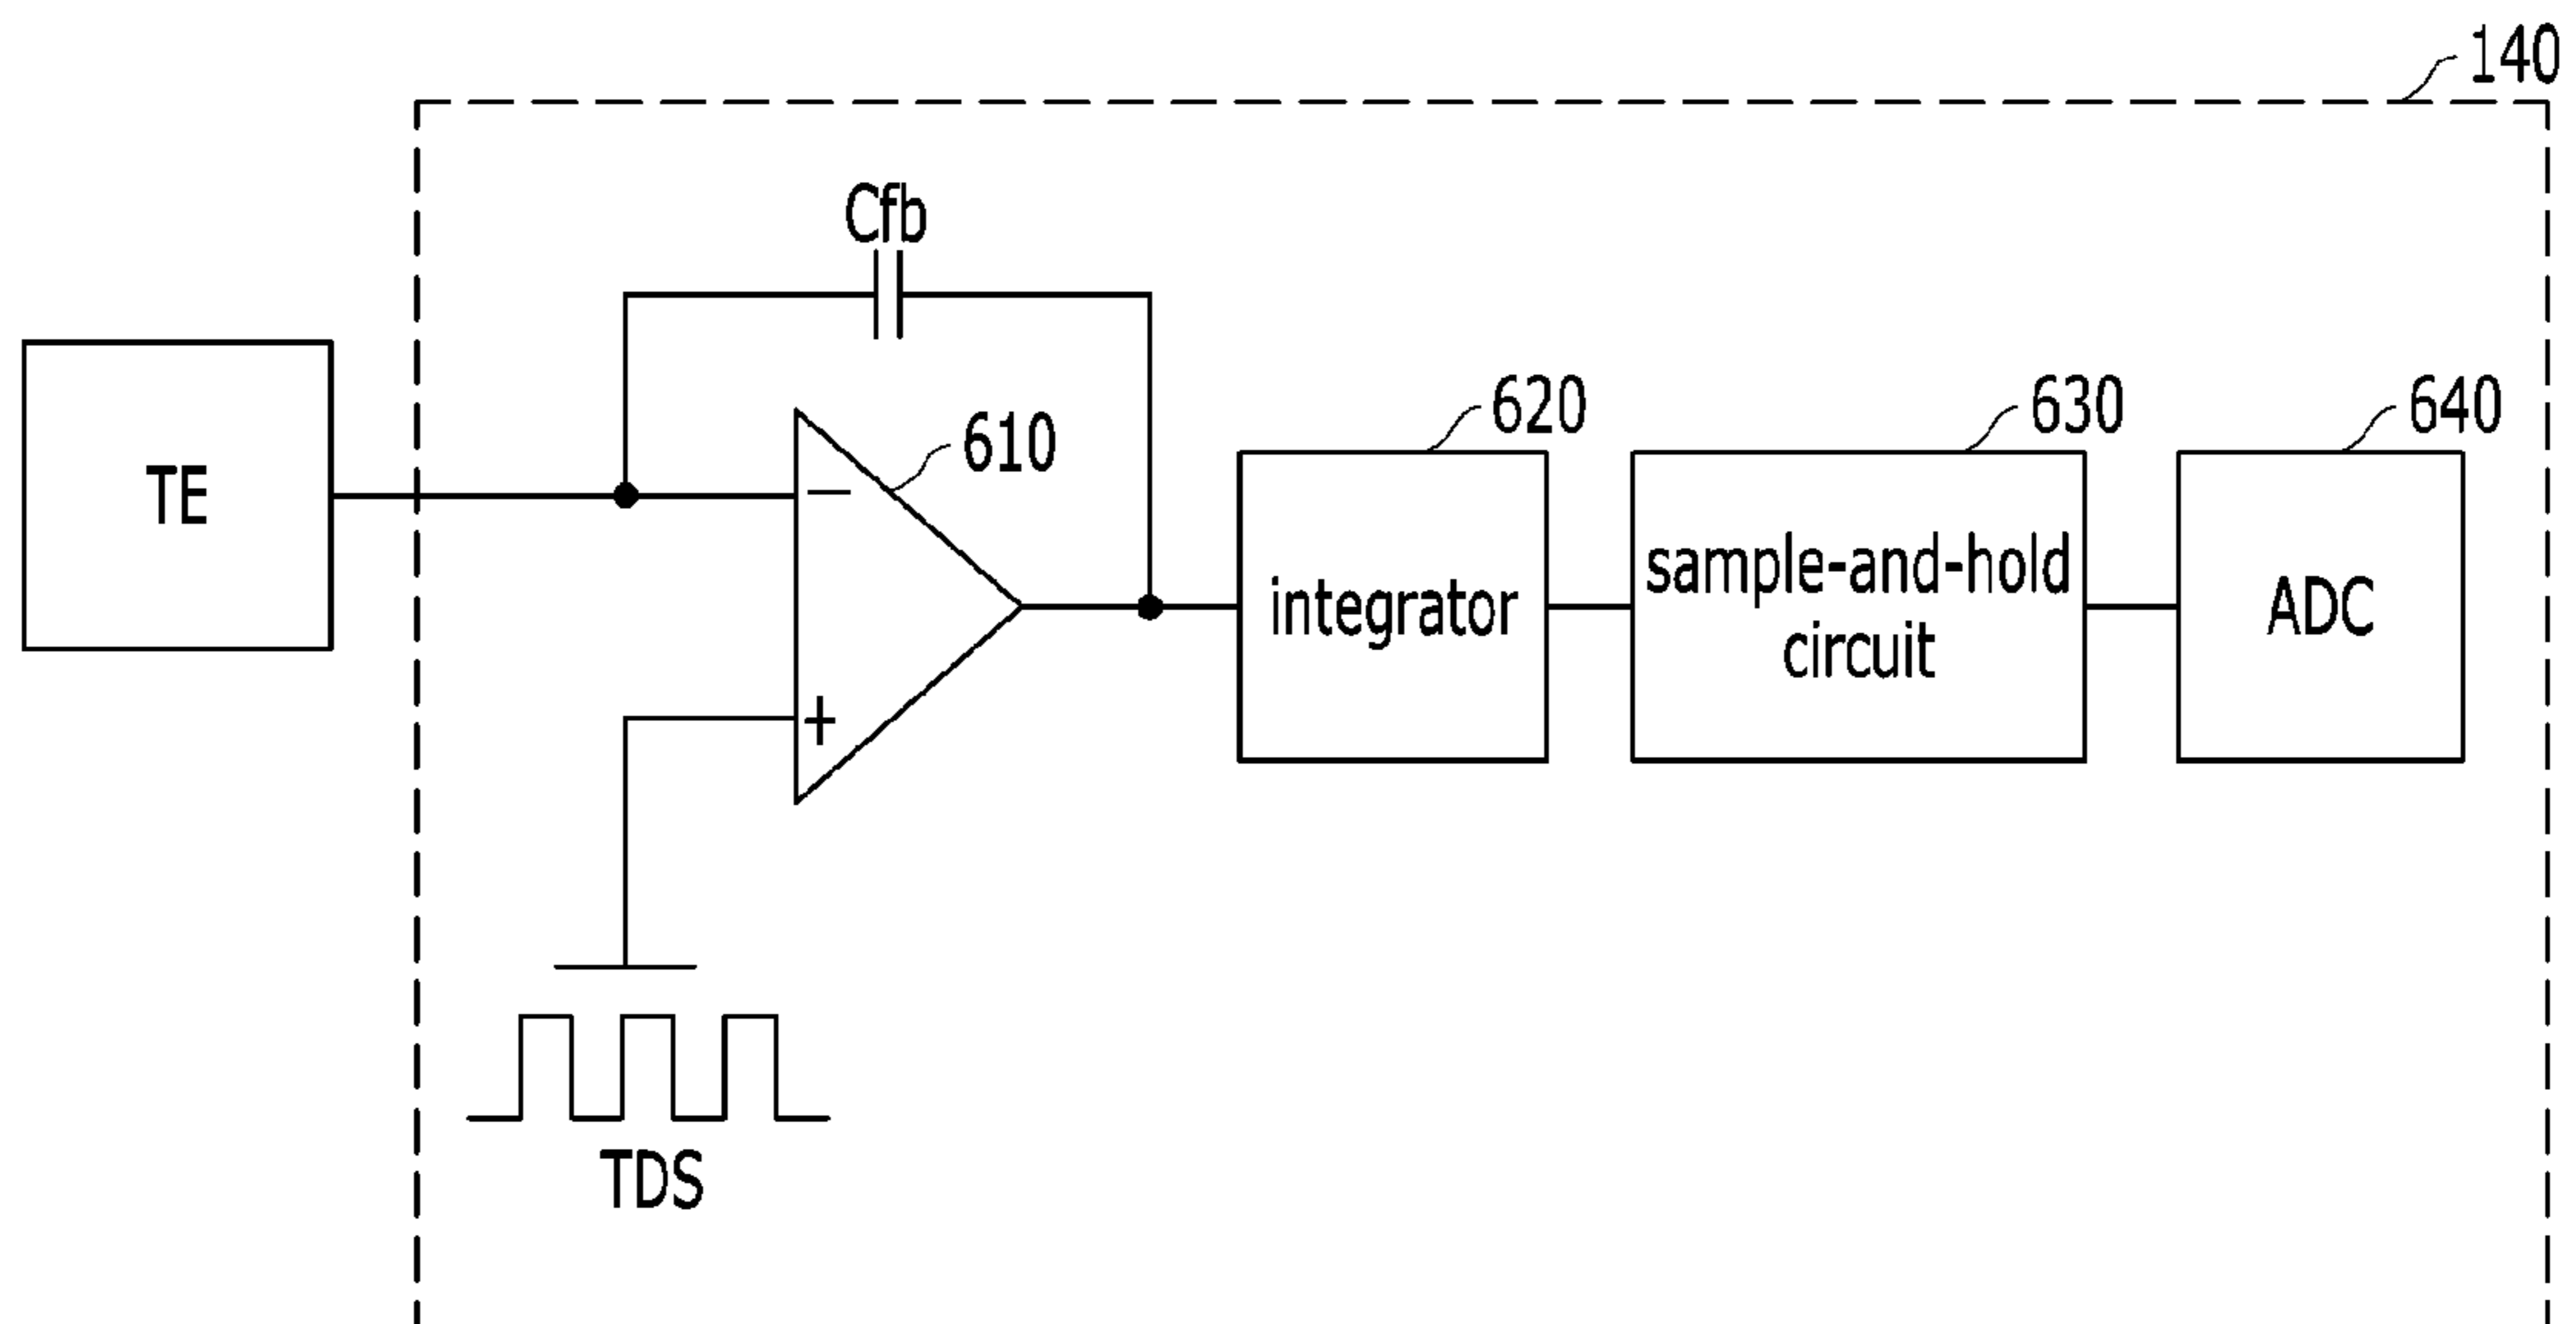 140
Cfb
610
620
630
640
TE
−
+
integrator
sample-and-hold
circuit
ADC
TDS